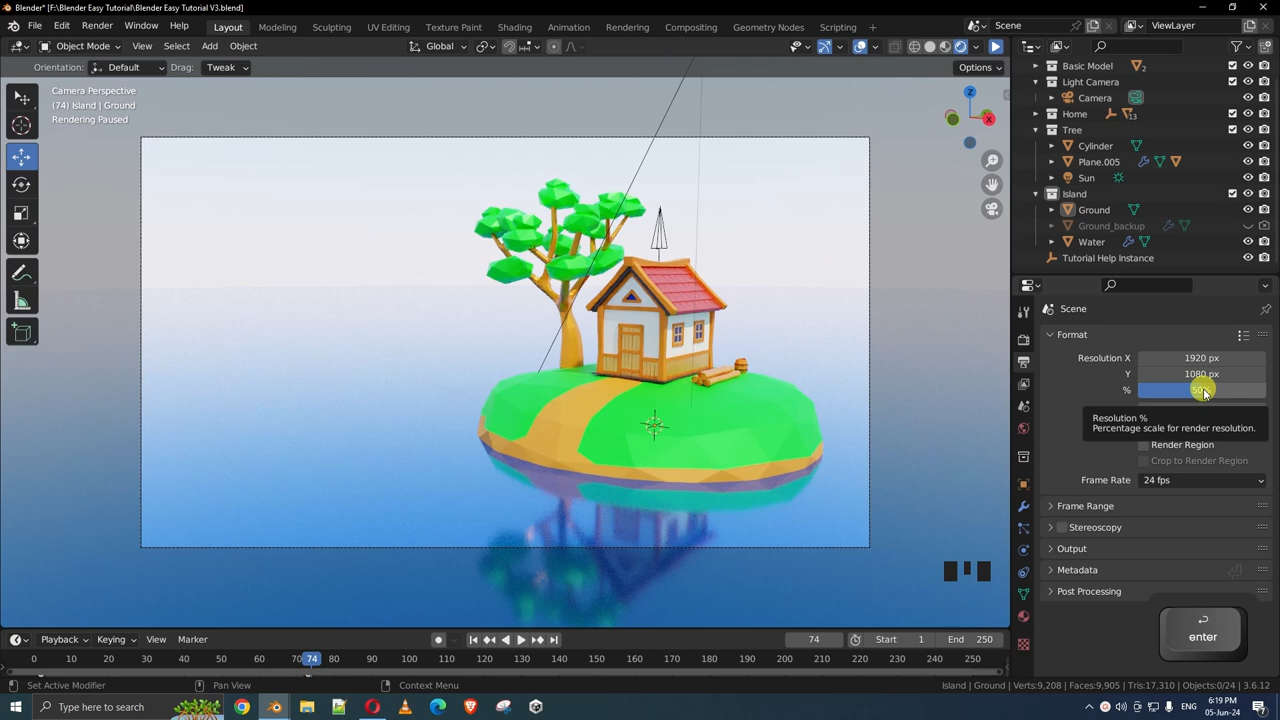 Blender* [F:\Blender Easy Tutorial\Blender Easy Tutorial V3.blend]
File Edit Render Window Help Layout Modeling Sculpting UV Editing Texture Paint Shading Animation Rendering Compositing Geometry Nodes Scripting Scene ViewLayer
Object Mode View Select Add Object Global
Orientation: Default Drag: Tweak Options
Camera Perspective
(74) Island | Ground
Rendering Paused
Z
X
Basic Model 2
Light Camera
Camera
Home 13
Tree
Cylinder
Plane.005
Sun
Island
Ground
Ground_backup
Water
Tutorial Help Instance
Scene
Format
Resolution X 1920 px
Y 1080 px
% 50%
Resolution %
Percentage scale for render resolution.
Render Region
Crop to Render Region
Frame Rate 24 fps
Frame Range
Stereoscopy
Output
Metadata
Post Processing
enter
Playback Keying View Marker 74 Start 1 End 250
0 10 20 30 40 50 60 70 74 80 90 100 110 120 130 140 150 160 170 180 190 200 210 220 230 240 250
Set Active Modifier Pan View Context Menu Island | Ground | Verts:9,208 | Faces:9,905 | Tris:17,310 | Objects:0/24 | 3.6.12
Type here to search
6:19 PM
05-Jun-24